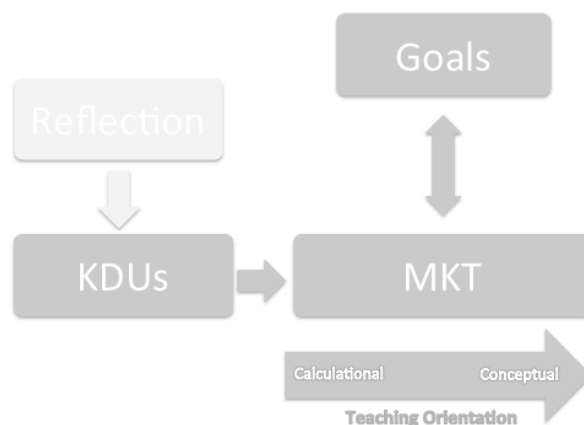 Goals
Reflection
KDUs
MKT
Calculational
Conceptual
Teaching Orientation